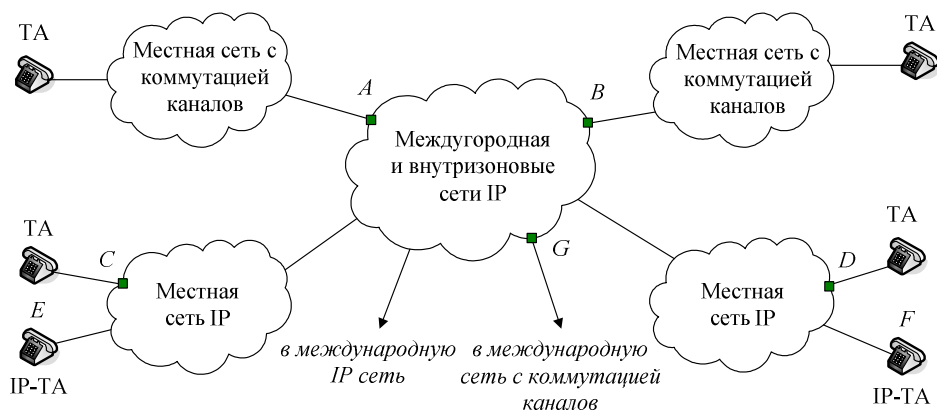 ТА
Местная сеть с
коммутацией
каналов
A
Междугородная
и внутризоновые
сети IP
B
Местная сеть с
коммутацией
каналов
ТА
ТА
C
E
IP-ТА
Местная
сеть IP
G
в международную
IP сеть
в международную
сеть с коммутацией
каналов
Местная
сеть IP
D
ТА
F
IP-ТА